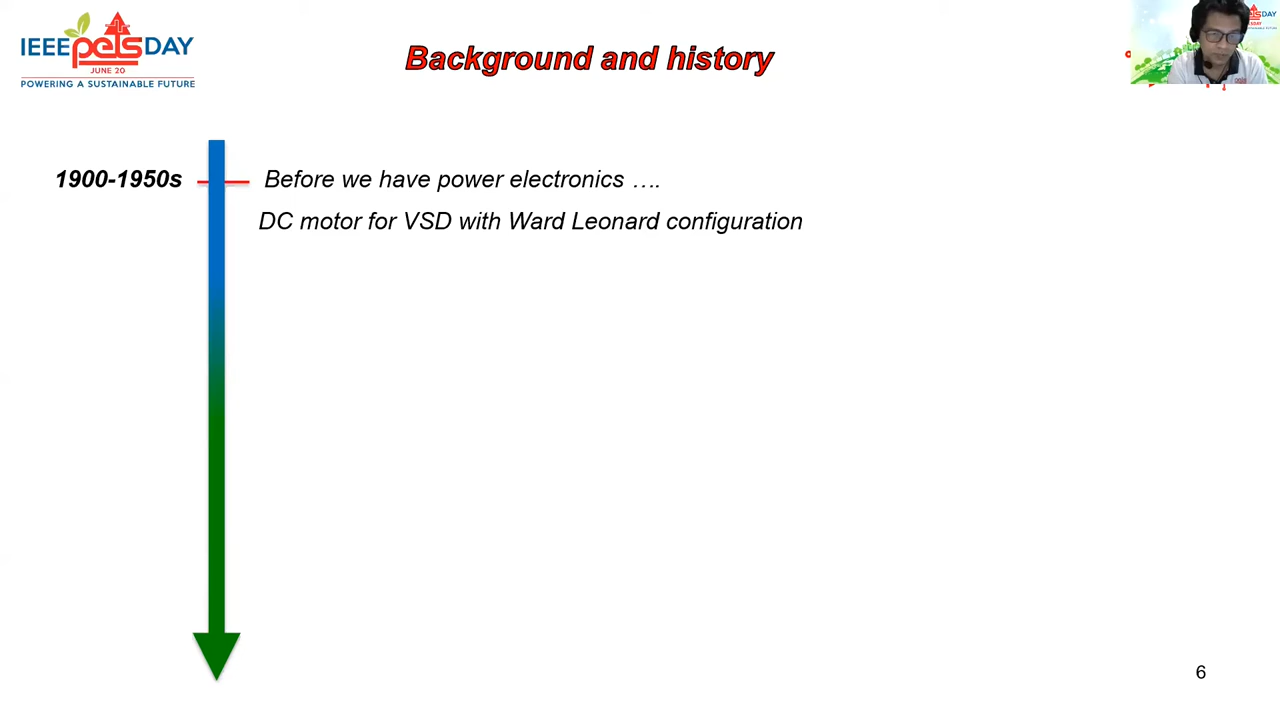 IEEE pels DAY
JUNE 20
POWERING A SUSTAINABLE FUTURE
Background and history
1900-1950s
Before we have power electronics ….
DC motor for VSD with Ward Leonard configuration
6